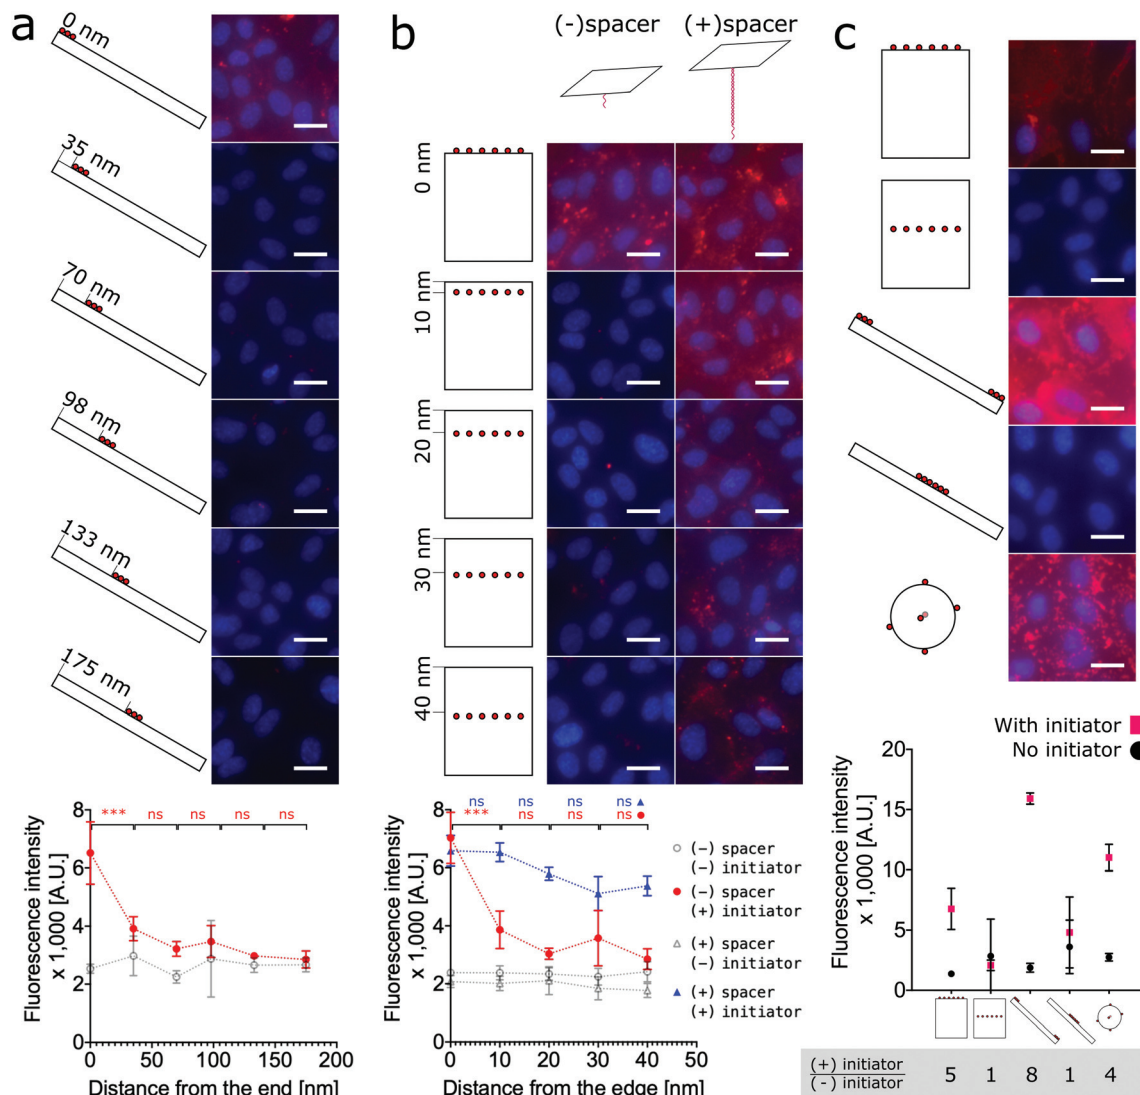 a
0 nm
35 nm
70 nm
98 nm
133 nm
175 nm
8
6
4
2
0
*** ns ns ns ns
Fluorescence intensity
x 1,000 [A.U.]
0 50 100 150 200
Distance from the end [nm]
b
(-)spacer (+)spacer
0 nm
10 nm
20 nm
30 nm
40 nm
ns ns ns ns
*** ns ns ns
8
6
4
2
0
Fluorescence intensity
x 1,000 [A.U.]
0 10 20 30 40 50
Distance from the edge [nm]
(-) spacer
(-) initiator
(-) spacer
(+) initiator
(+) spacer
(-) initiator
(+) spacer
(+) initiator
c
With initiator
No initiator
20
15
10
5
0
Fluorescence intensity
x 1,000 [A.U.]
(+) initiator
(-) initiator
5 1 8 1 4